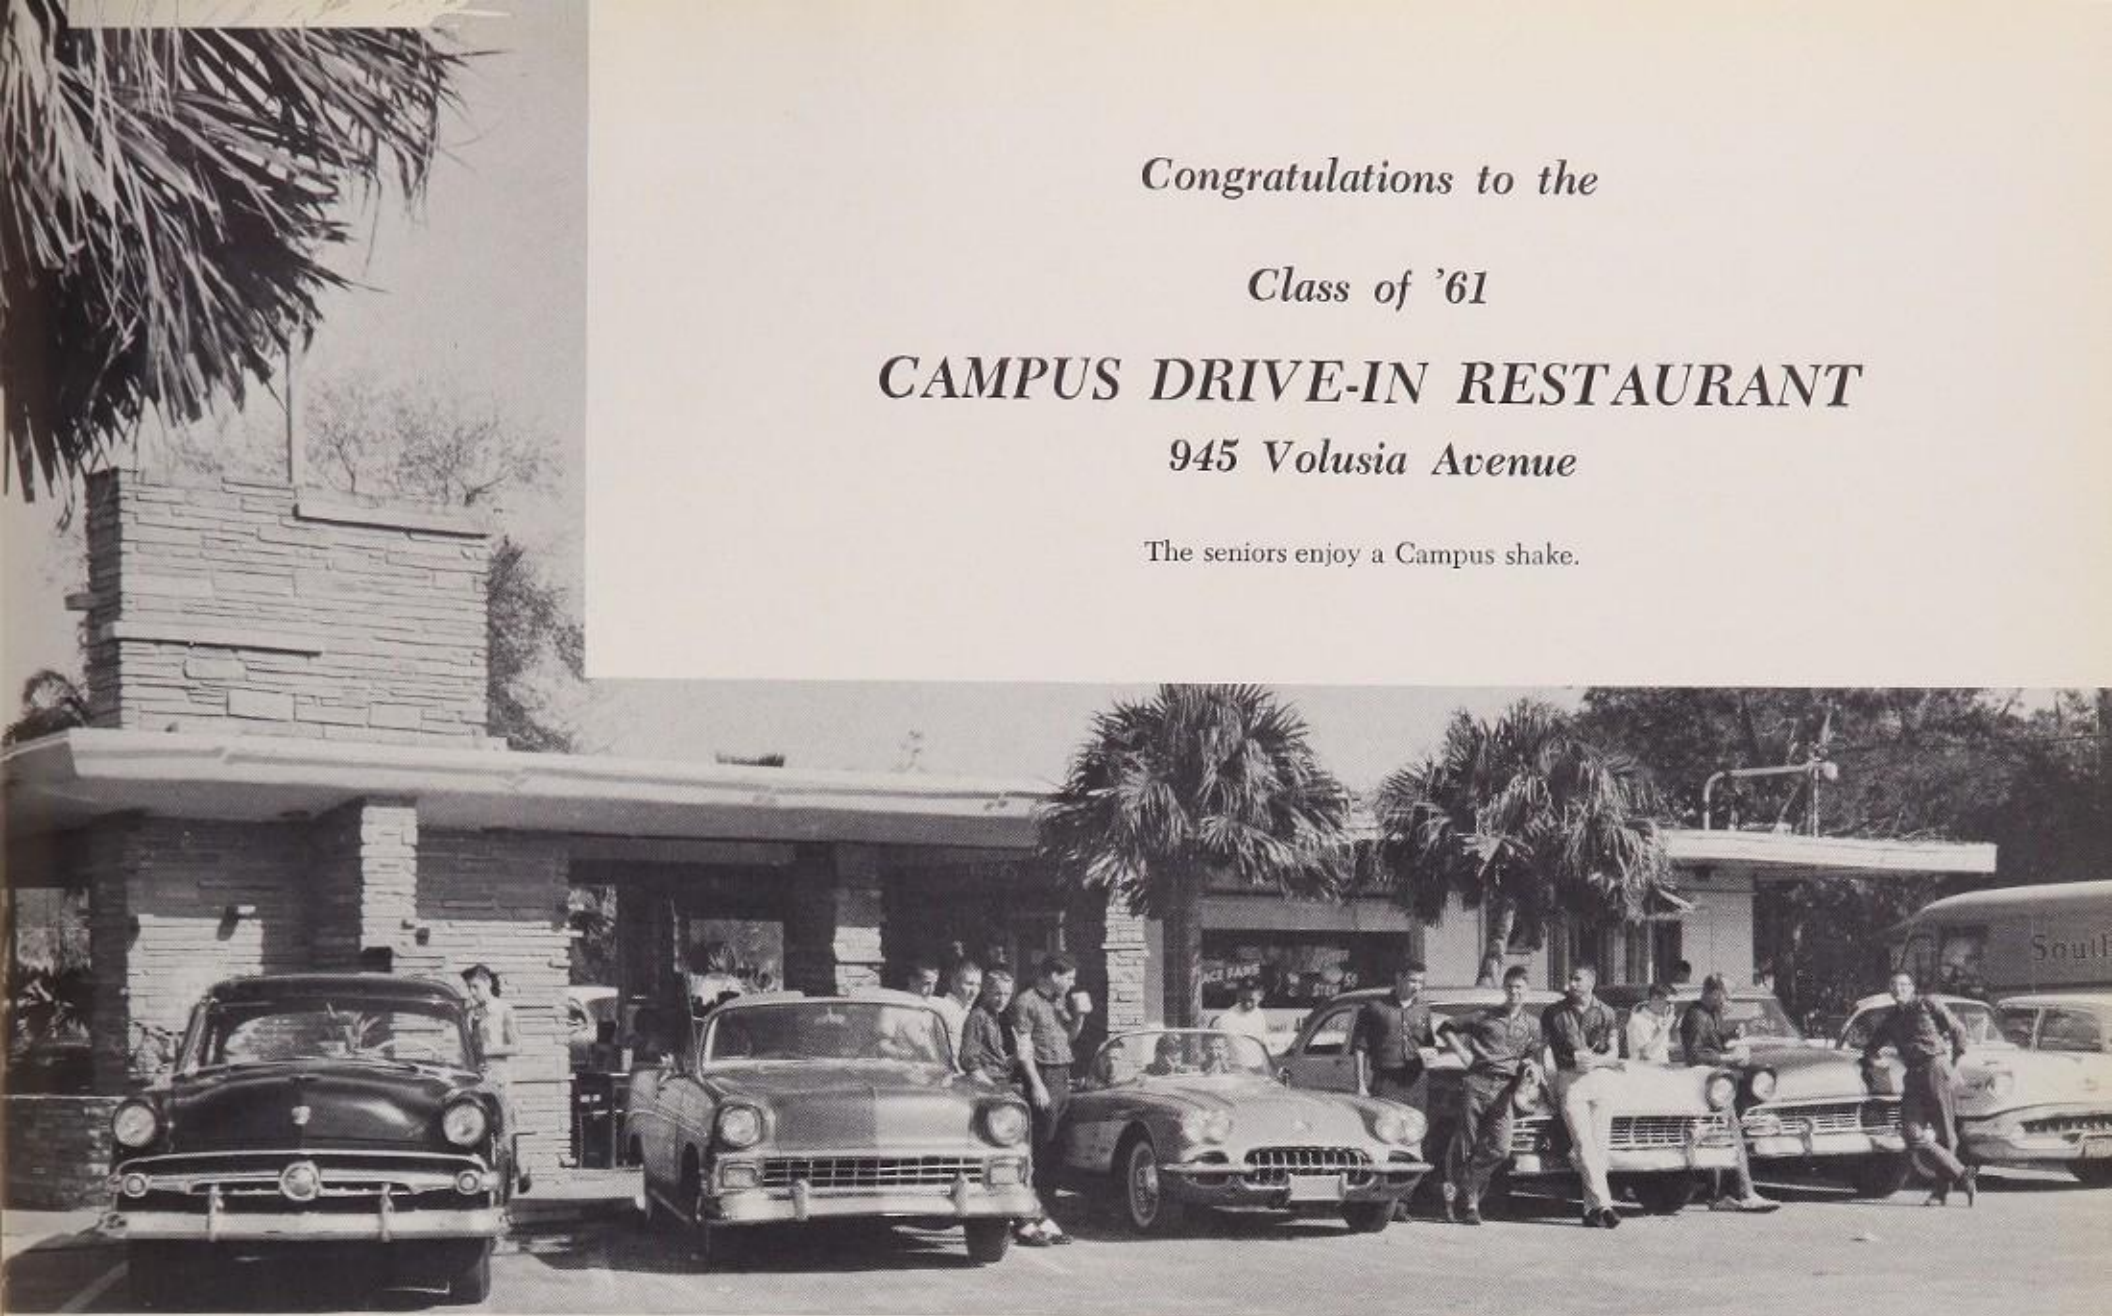 Congratulations to the
Class of '61
CAMPUS DRIVE-IN RESTAURANT
945 Volusia Avenue
The seniors enjoy a Campus shake.